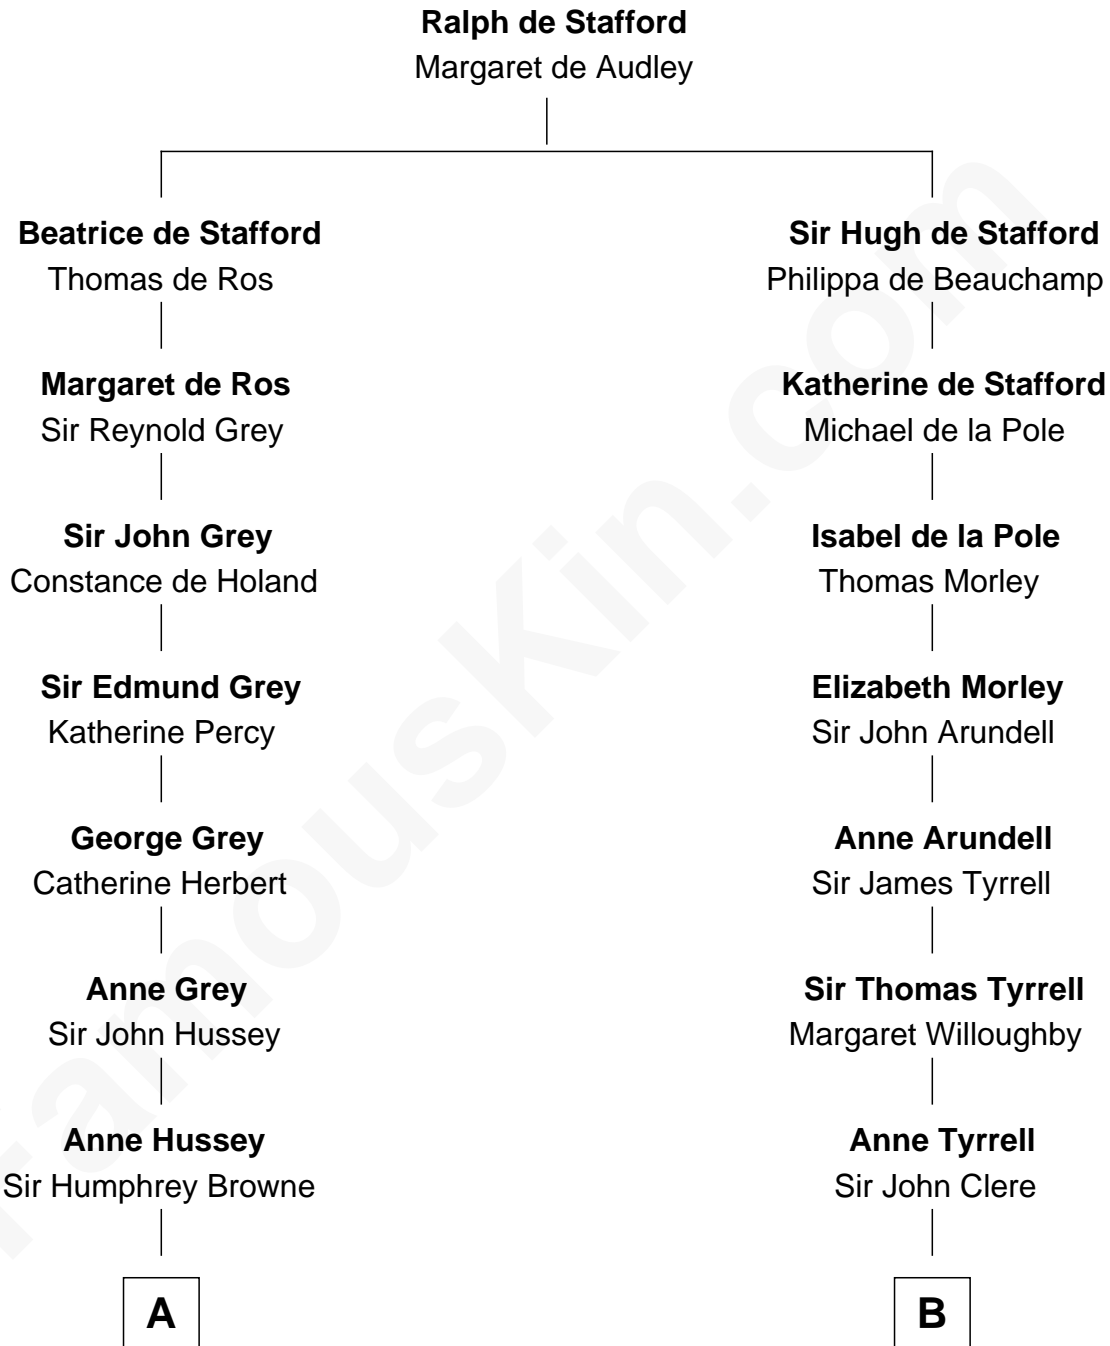 Ralph de Stafford
Margaret de Audley
Beatrice de Stafford
Thomas de Ros
Sir Hugh de Stafford
Philippa de Beauchamp
Margaret de Ros
Sir Reynold Grey
Katherine de Stafford
Michael de la Pole
Sir John Grey
Constance de Holand
Isabel de la Pole
Thomas Morley
Sir Edmund Grey
Katherine Percy
Elizabeth Morley
Sir John Arundell
George Grey
Catherine Herbert
Anne Arundell
Sir James Tyrrell
Anne Grey
Sir John Hussey
Sir Thomas Tyrrell
Margaret Willoughby
Anne Hussey
Sir Humphrey Browne
Anne Tyrrell
Sir John Clere
A
B
FamousKin.com